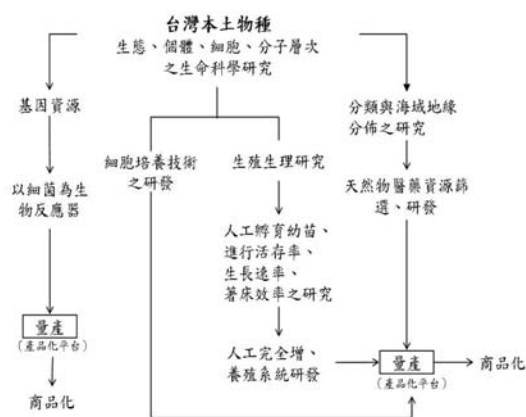 台灣本土物種
生態、個體、細胞、分子層次
之生命科學研究
基因資源
以細菌為生
物反應器
量產
(產品化平台)
商品化
細胞培養技術
之研發
生殖生理研究
人工孵育幼苗、
進行活存率、
生長速率、
著床效率之研究
人工完全增、
養殖系統研發
分類與海域地緣
分佈之研究
天然物醫藥資源篩
選、研發
量產
(產品化平台)
商品化